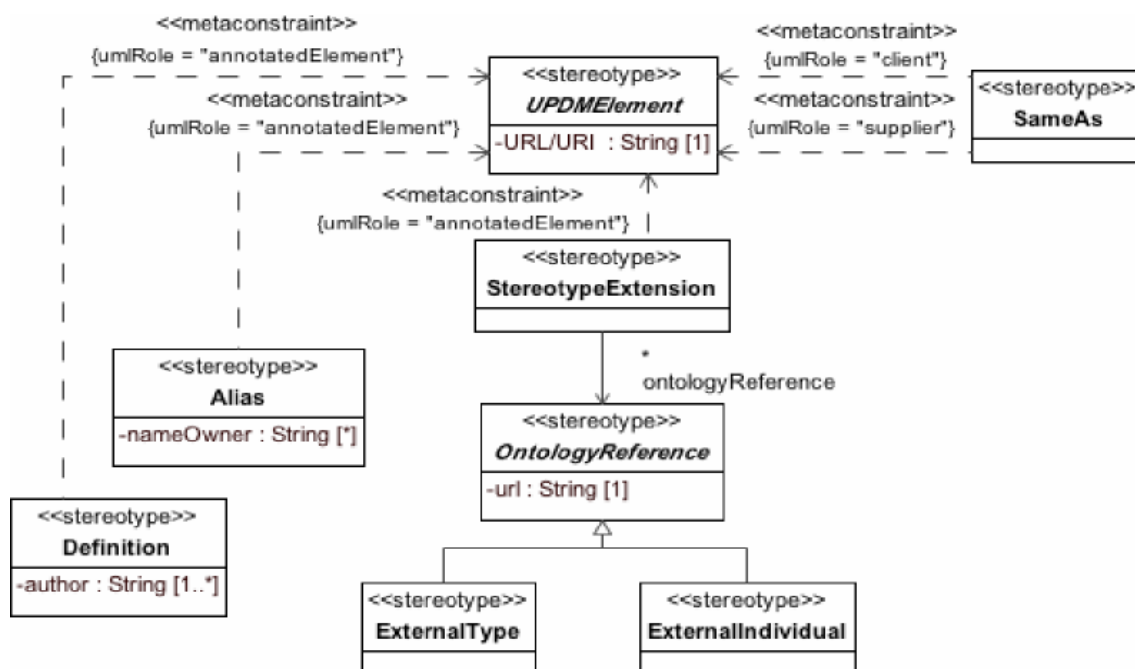 <<metaconstraint>>
{umlRole = "annotatedElement"}
<<metaconstraint>>
{umlRole = "annotatedElement"}
<<stereotype>>
UPDMElement
-URL/URI : String [1]
<<metaconstraint>>
{umlRole = "client"}
<<metaconstraint>>
{umlRole = "supplier"}
<<stereotype>>
SameAs
<<metaconstraint>>
{umlRole = "annotatedElement"}
<<stereotype>>
StereotypeExtension
*
ontologyReference
<<stereotype>>
Alias
-nameOwner : String [*]
<<stereotype>>
OntologyReference
-url : String [1]
<<stereotype>>
Definition
-author : String [1..*]
<<stereotype>>
ExternalType
<<stereotype>>
ExternalIndividual